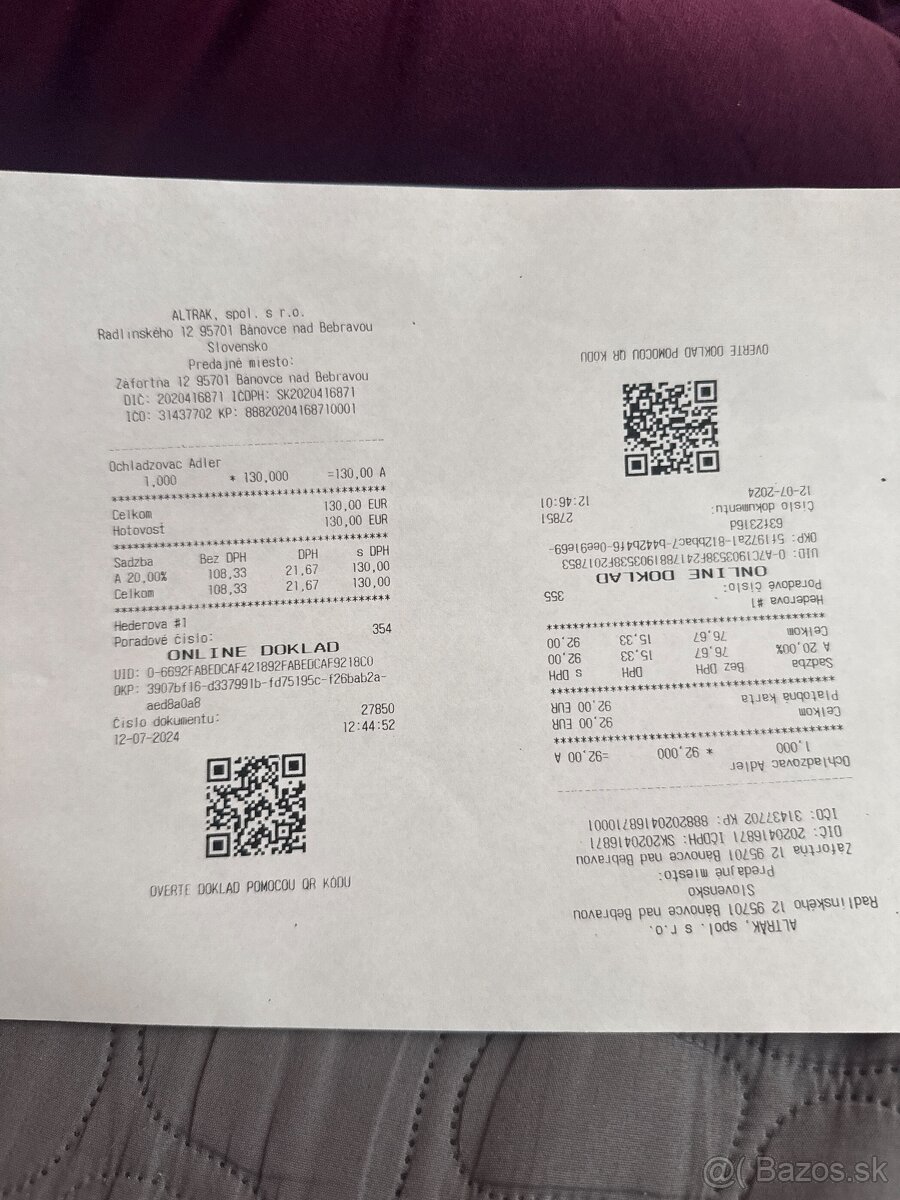 ALTRAK, spol. s r.o.
Radlinského 12 95701 Bánovce nad Bebravou
Slovensko
Predajné miesto:
Zafortňa 12 95701 Bánovce nad Bebravou
DIČ: 2020416871 IČDPH: SK2020416871
IČO: 31437702 KP: 88820204168710001
Ochladzovac Adler
1,000 * 130,000 =130,00 A
****************************************
Celkom 130,00 EUR
Hotovosť 130,00 EUR
****************************************
Sadzba Bez DPH DPH s DPH
A 20,00% 108,33 21,67 130,00
Celkom 108,33 21,67 130,00
****************************************
Hederova #1
Poradové číslo: 354
ONLINE DOKLAD
UID: O-6692FABEDCAF421892FABEDCAF9218C0
OKP: 3907bf16-d337991b-fd75195c-f26bab2a-
aed8a0a8
Číslo dokumentu: 27850
12-07-2024 12:44:52
OVERTE DOKLAD POMOCOU QR KÓDU
ALTRAK, spol. s r.o.
Radlinského 12 95701 Bánovce nad Bebravou
Slovensko
Predajné miesto:
Zafortňa 12 95701 Bánovce nad Bebravou
DIČ: 2020416871 IČDPH: SK2020416871
IČO: 31437702 KP: 88820204168710001
Ochladzovac Adler
1,000 * 92,000 =92,00 A
****************************************
Celkom 92,00 EUR
Platobná karta 92,00 EUR
****************************************
Sadzba Bez DPH DPH s DPH
A 20,00% 76,67 15,33 92,00
Celkom 76,67 15,33 92,00
****************************************
Hederova #1
Poradové číslo: 355
ONLINE DOKLAD
UID: O-A7C1903538F2417881903538F2017853
OKP: 5f1972a1-812bbac7-b442b4f6-0ee91e69-
63f2316d
Číslo dokumentu: 27851
12-07-2024 12:46:01
OVERTE DOKLAD POMOCOU QR KÓDU
@( Bazos.sk